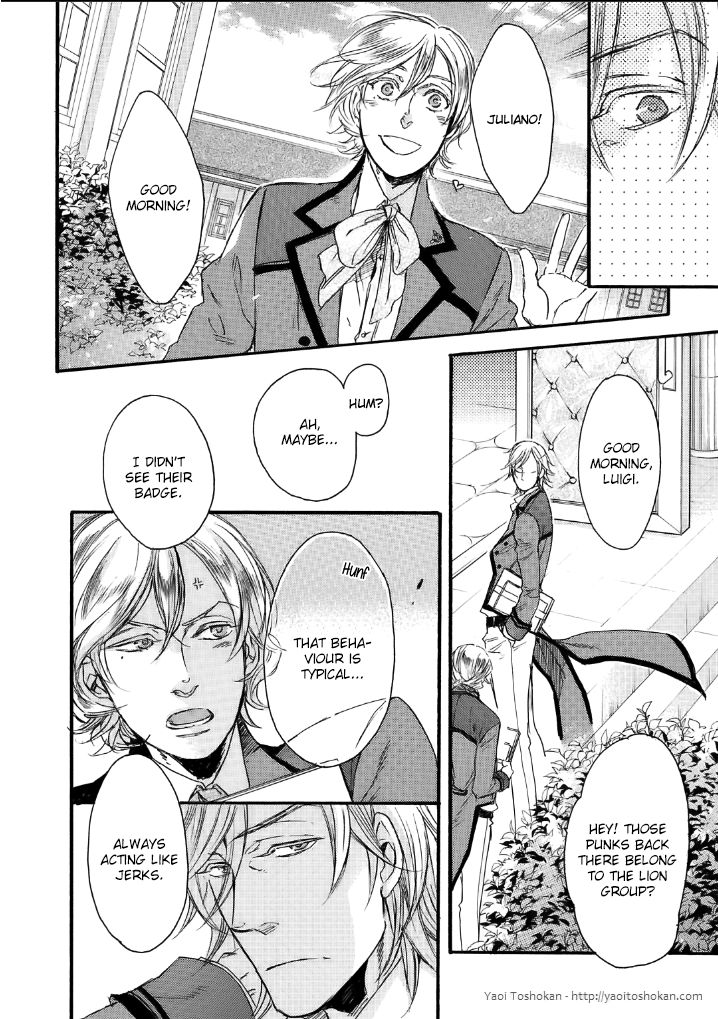 JULIANO!
GOOD
MORNING!
GOOD
MORNING,
LUIGI.
HEY! THOSE
PUNKS BACK
THERE BELONG
TO THE LION
GROUP?
HUM?
AH,
MAYBE...
I DIDN'T
SEE THEIR
BADGE.
Hunf
THAT BEHA-
VIOUR IS
TYPICAL...
ALWAYS
ACTING LIKE
JERKS.
Yaoi Toshokan - http://yaoitoshokan.com